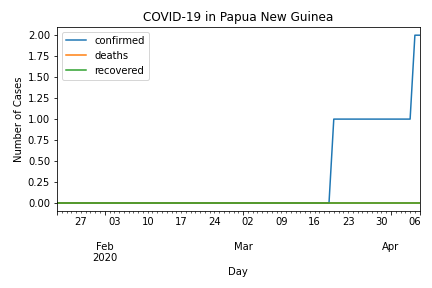 COVID-19 in Papua New Guinea
confirmed
deaths
recovered
2.00
1.75
1.50
1.25
1.00
0.75
0.50
0.25
0.00
Number of Cases
27 03 10 17 24 02 09 16 23 30 06
Feb Mar Apr
2020
Day